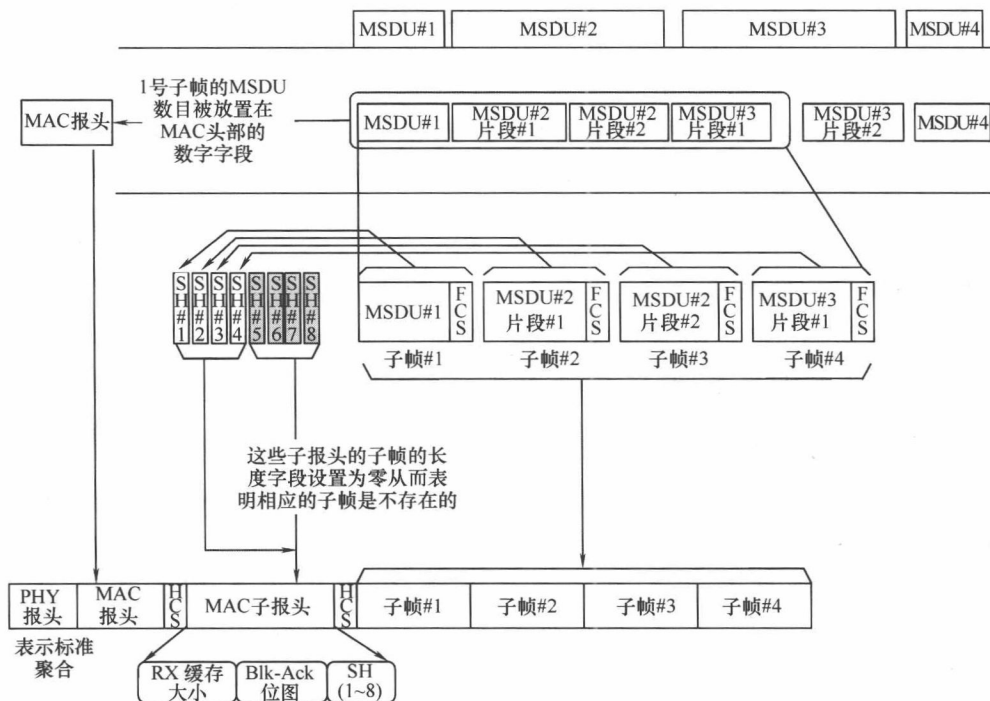 MSDU#1
MSDU#2
MSDU#3
MSDU#4
1号子帧的MSDU
数目被放置在
MAC头部的
数字字段
MAC报头
MSDU#1
MSDU#2
片段#1
MSDU#2
片段#2
MSDU#3
片段#1
MSDU#3
片段#2
MSDU#4
SH#1
SH#2
SH#3
SH#4
SH#5
SH#6
SH#7
SH#8
MSDU#1
FCS
MSDU#2
片段#1
FCS
MSDU#2
片段#2
FCS
MSDU#3
片段#1
FCS
子帧#1
子帧#2
子帧#3
子帧#4
这些子报头的子帧的长
度字段设置为零从而表
明相应的子帧是不存在的
PHY
报头
MAC
报头
HCS
MAC子报头
HCS
子帧#1
子帧#2
子帧#3
子帧#4
表示标准
聚合
RX 缓存
大小
Blk-Ack
位图
SH
(1~8)